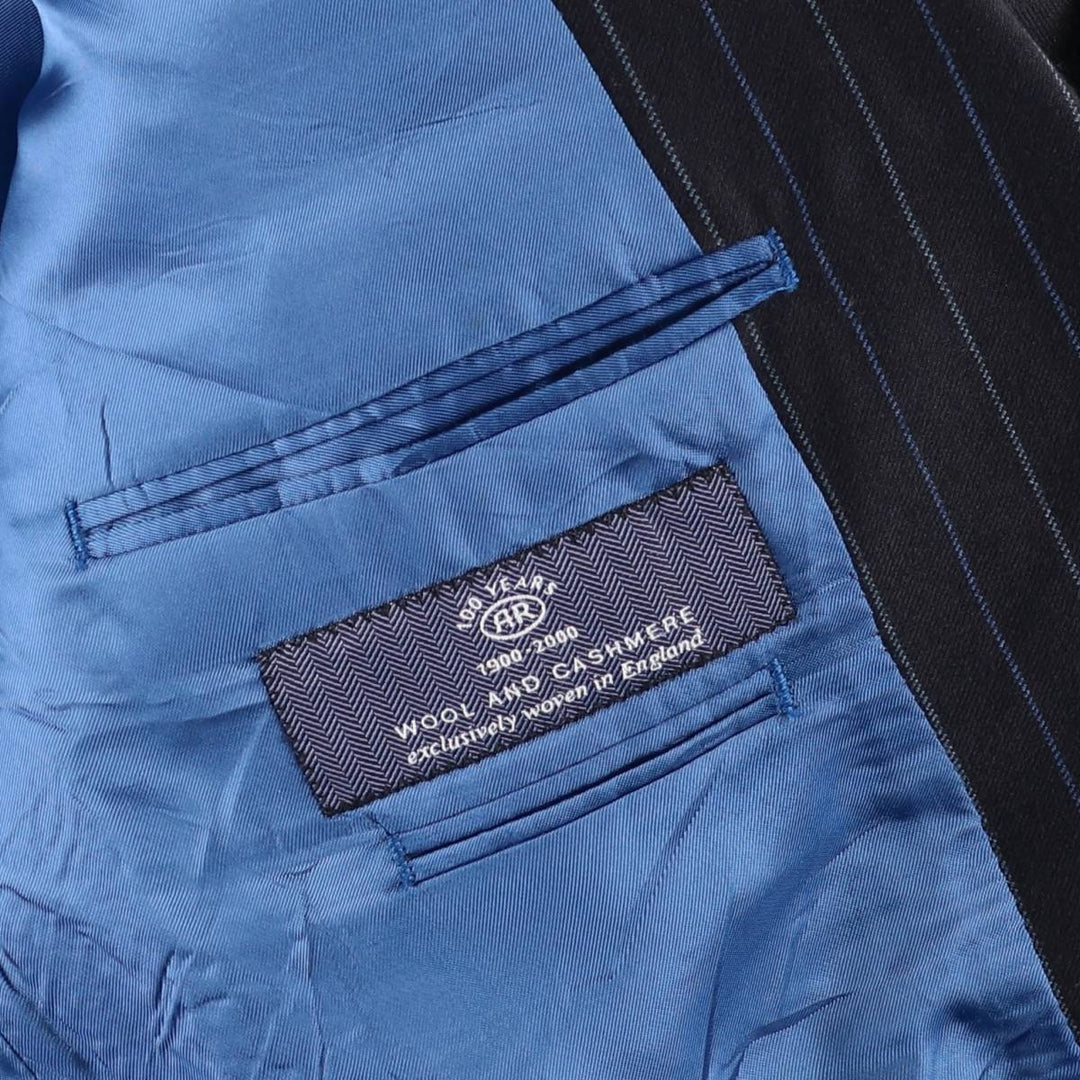 100 YEARS
AR
1900-2000
WOOL AND CASHMERE
exclusively woven in England